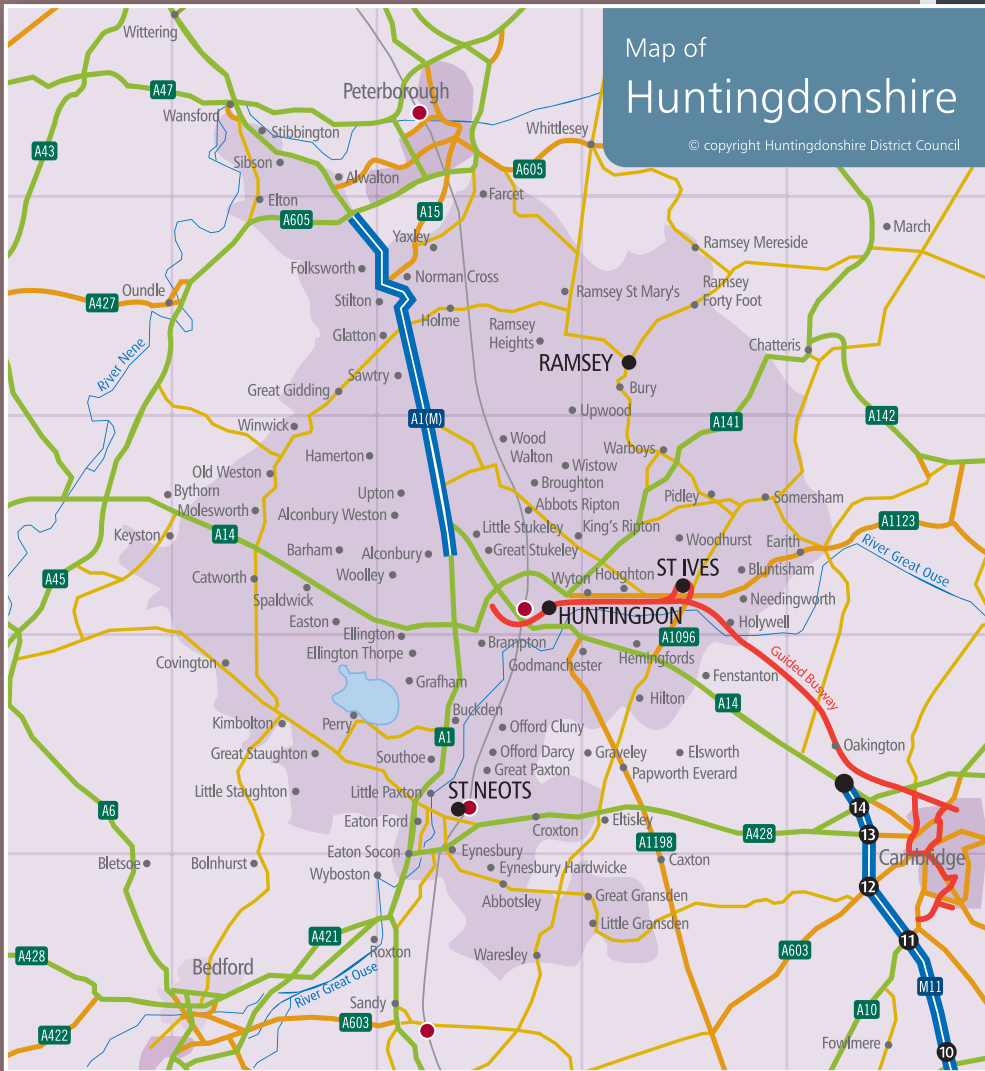 Map of
Huntingdonshire
© copyright Huntingdonshire District Council
Wittering
Peterborough
A47
Wansford
Stibbington
Whittlesey
A43
Sibson
Alwalton
A605
Elton
Farcet
A605
A15
March
Yaxley
Ramsey Mereside
Folksworth
Norman Cross
Oundle
A427
Stilton
Ramsey St Mary's
Ramsey
Forty Foot
Holme
Ramsey
Heights
Glatton
Chatteris
River Nene
RAMSEY
Sawtry
Great Gidding
Bury
Upwood
A1(M)
A141
A142
Winwick
Wood
Walton
Warboys
Hamerton
Wistow
Old Weston
Broughton
Bythorn
Upton
Pidley
Somersham
Molesworth
Abbots Ripton
Alconbury Weston
Little Stukeley
King's Ripton
A1123
Keyston
A14
Barham
Alconbury
Great Stukeley
Woodhurst
Earith
River Great Ouse
A45
Catworth
Woolley
Wyton
Houghton
ST IVES
Bluntisham
Spaldwick
Needingworth
HUNTINGDON
Easton
Ellington
Holywell
Brampton
A1096
Ellington Thorpe
Godmanchester
Hemingfords
Guided Busway
Covington
Grafham
Fenstanton
Hilton
A14
Buckden
Kimbolton
Perry
Offord Cluny
A1
Oakington
Great Staughton
Southoe
Offord Darcy
Graveley
Elsworth
Great Paxton
Papworth Everard
Little Staughton
Little Paxton
ST NEOTS
14
A6
Eaton Ford
Croxton
Eltisley
A428
13
A1198
Eaton Socon
Eynesbury
Caxton
Cambridge
Bletsoe
Bolnhurst
Eynesbury Hardwicke
Wyboston
12
Abbotsley
Great Gransden
Little Gransden
A421
11
A428
Roxton
Waresley
A603
Bedford
River Great Ouse
M11
Sandy
A603
A10
A422
Fowlmere
10